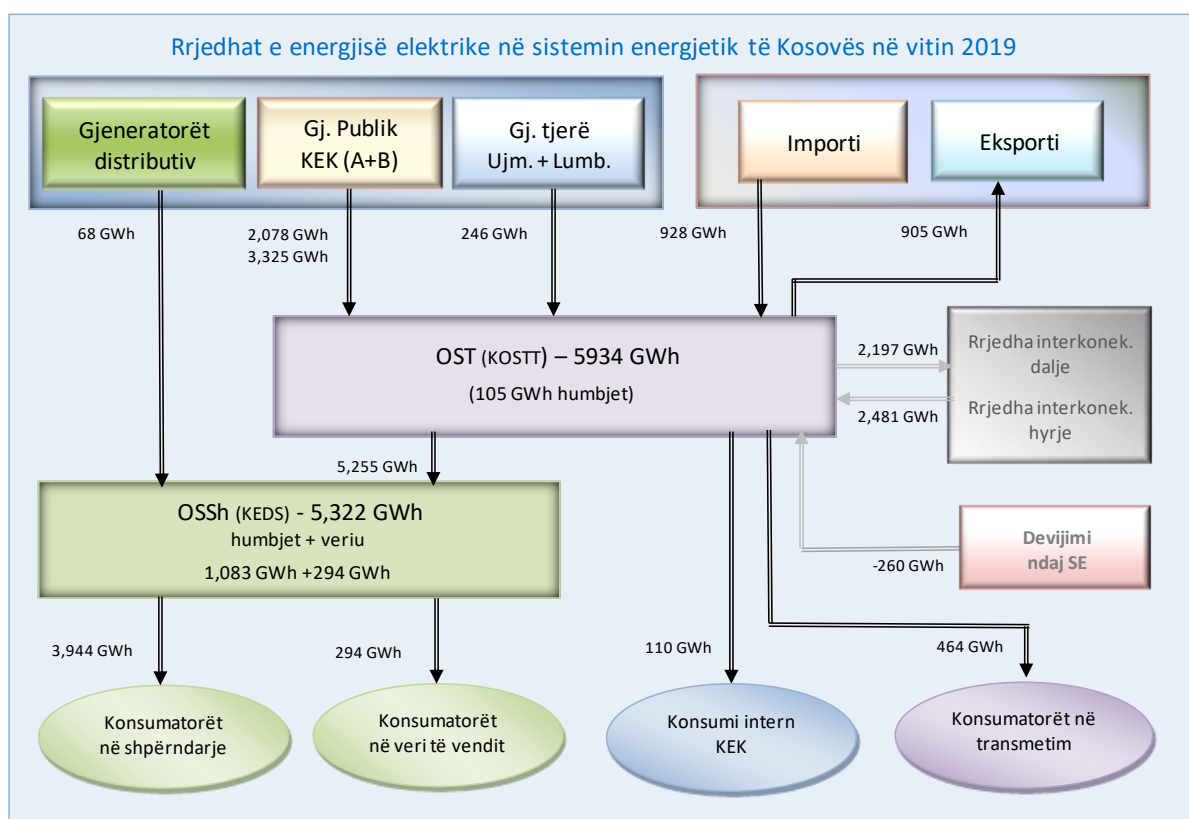 Rrjedhat e energjisë elektrike në sistemin energjetik të Kosovës në vitin 2019
Gjeneratorët
distributiv
Gj. Publik
KEK (A+B)
Gj. tjerë
Ujm. + Lumb.
Importi
Eksporti
68 GWh
2,078 GWh
3,325 GWh
246 GWh
928 GWh
905 GWh
OST (KOSTT) – 5934 GWh
(105 GWh humbjet)
2,197 GWh
2,481 GWh
Rrjedha interkonek.
dalje
Rrjedha interkonek.
hyrje
5,255 GWh
OSSh (KEDS) - 5,322 GWh
humbjet + veriu
1,083 GWh +294 GWh
Devijimi
ndaj SE
-260 GWh
3,944 GWh
294 GWh
110 GWh
464 GWh
Konsumatorët
në shpërndarje
Konsumatorët
në veri të vendit
Konsumi intern
KEK
Konsumatorët në
transmetim